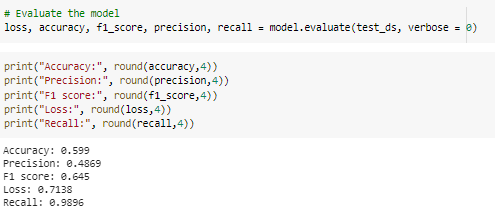 # Evaluate the model
loss, accuracy, f1_score, precision, recall = model.evaluate(test_ds, verbose = 0)
print("Accuracy:", round(accuracy,4))
print("Precision:", round(precision,4))
print("F1 score:", round(f1_score,4))
print("Loss:", round(loss,4))
print("Recall:", round(recall,4))
Accuracy: 0.599
Precision: 0.4869
F1 score: 0.645
Loss: 0.7138
Recall: 0.9896